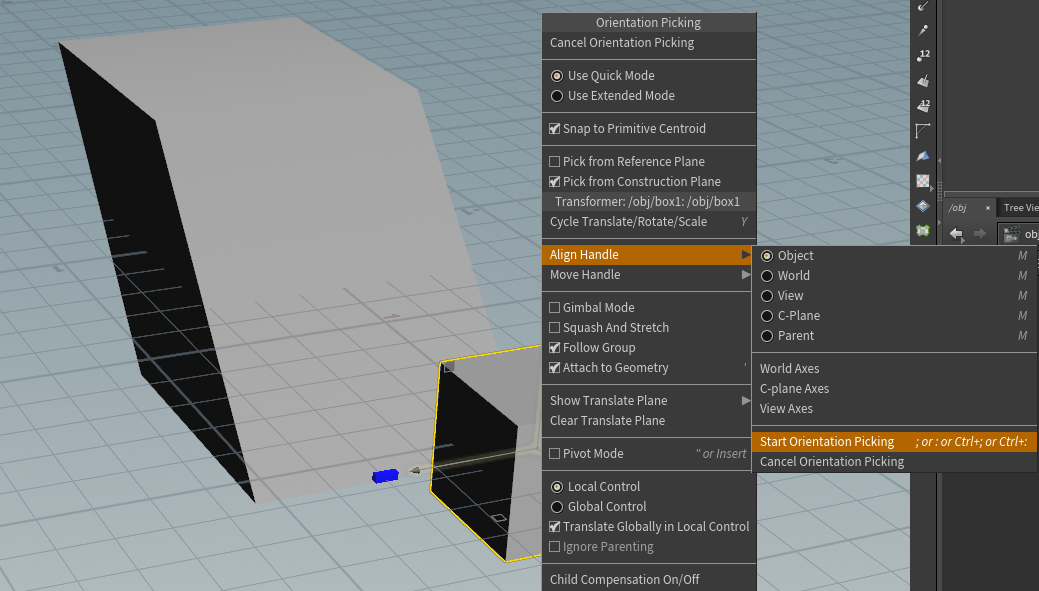 Orientation Picking
Cancel Orientation Picking
Use Quick Mode
Use Extended Mode
Snap to Primitive Centroid
Pick from Reference Plane
Pick from Construction Plane
Transformer: /obj/box1: /obj/box1
Cycle Translate/Rotate/Scale Y
Align Handle
Move Handle
Gimbal Mode
Squash And Stretch
Follow Group
Attach to Geometry '
Show Translate Plane
Clear Translate Plane
Pivot Mode " or Insert
Local Control
Global Control
Translate Globally in Local Control
Ignore Parenting
Child Compensation On/Off
Object M
World M
View M
C-Plane M
Parent M
World Axes
C-plane Axes
View Axes
Start Orientation Picking ; or : or Ctrl+; or Ctrl+:
Cancel Orientation Picking
12
12
/obj × Tree Vie
obj